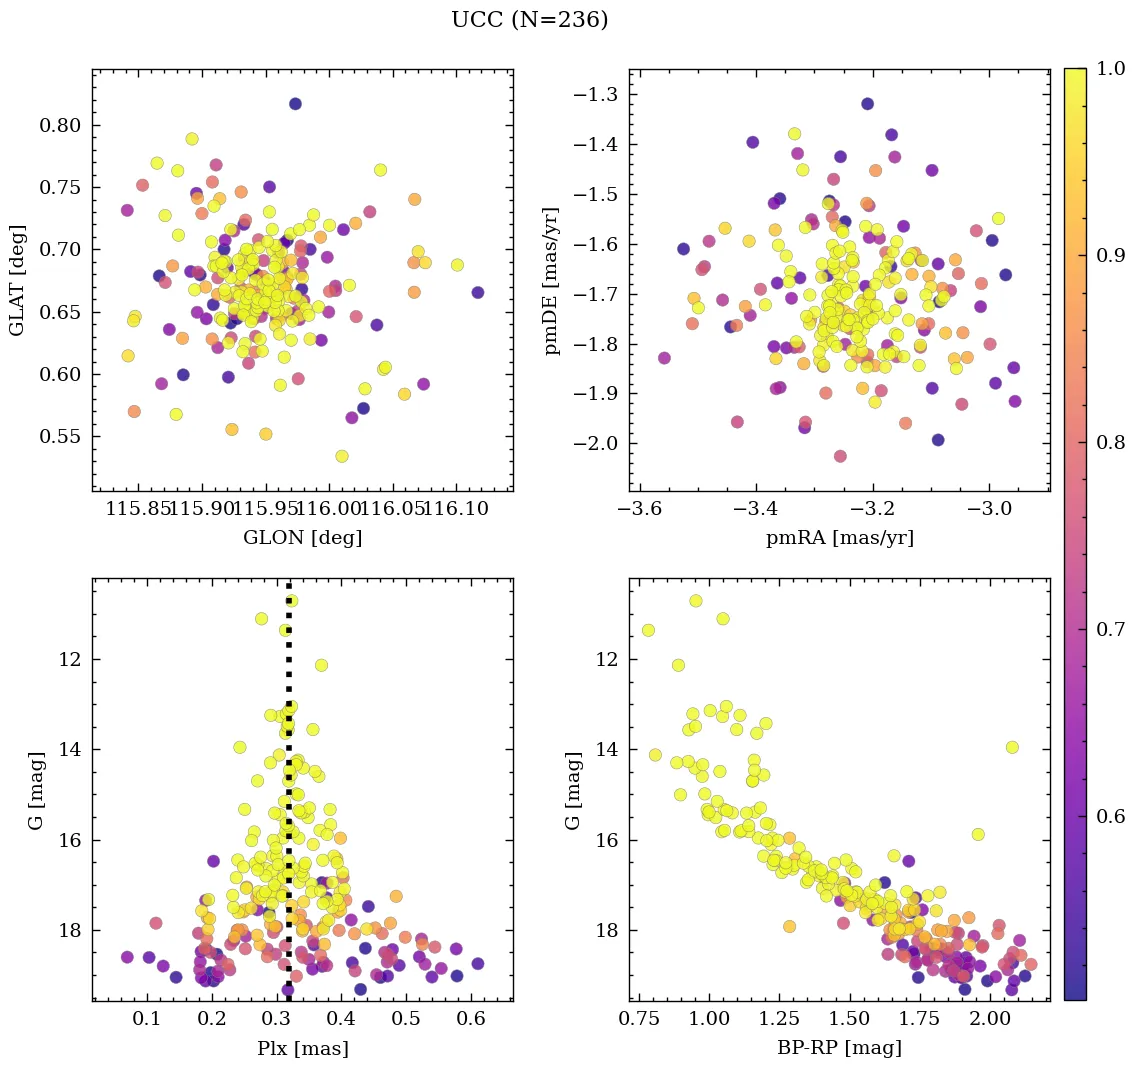 UCC (N=236)
0.80
0.75
0.70
0.65
0.60
0.55
GLAT [deg]
115.85 115.90 115.95 116.00 116.05 116.10
GLON [deg]
−1.3
−1.4
−1.5
−1.6
−1.7
−1.8
−1.9
−2.0
pmDE [mas/yr]
−3.6 −3.4 −3.2 −3.0
pmRA [mas/yr]
1.0
0.9
0.8
0.7
0.6
12
14
16
18
G [mag]
0.1 0.2 0.3 0.4 0.5 0.6
Plx [mas]
12
14
16
18
G [mag]
0.75 1.00 1.25 1.50 1.75 2.00
BP-RP [mag]